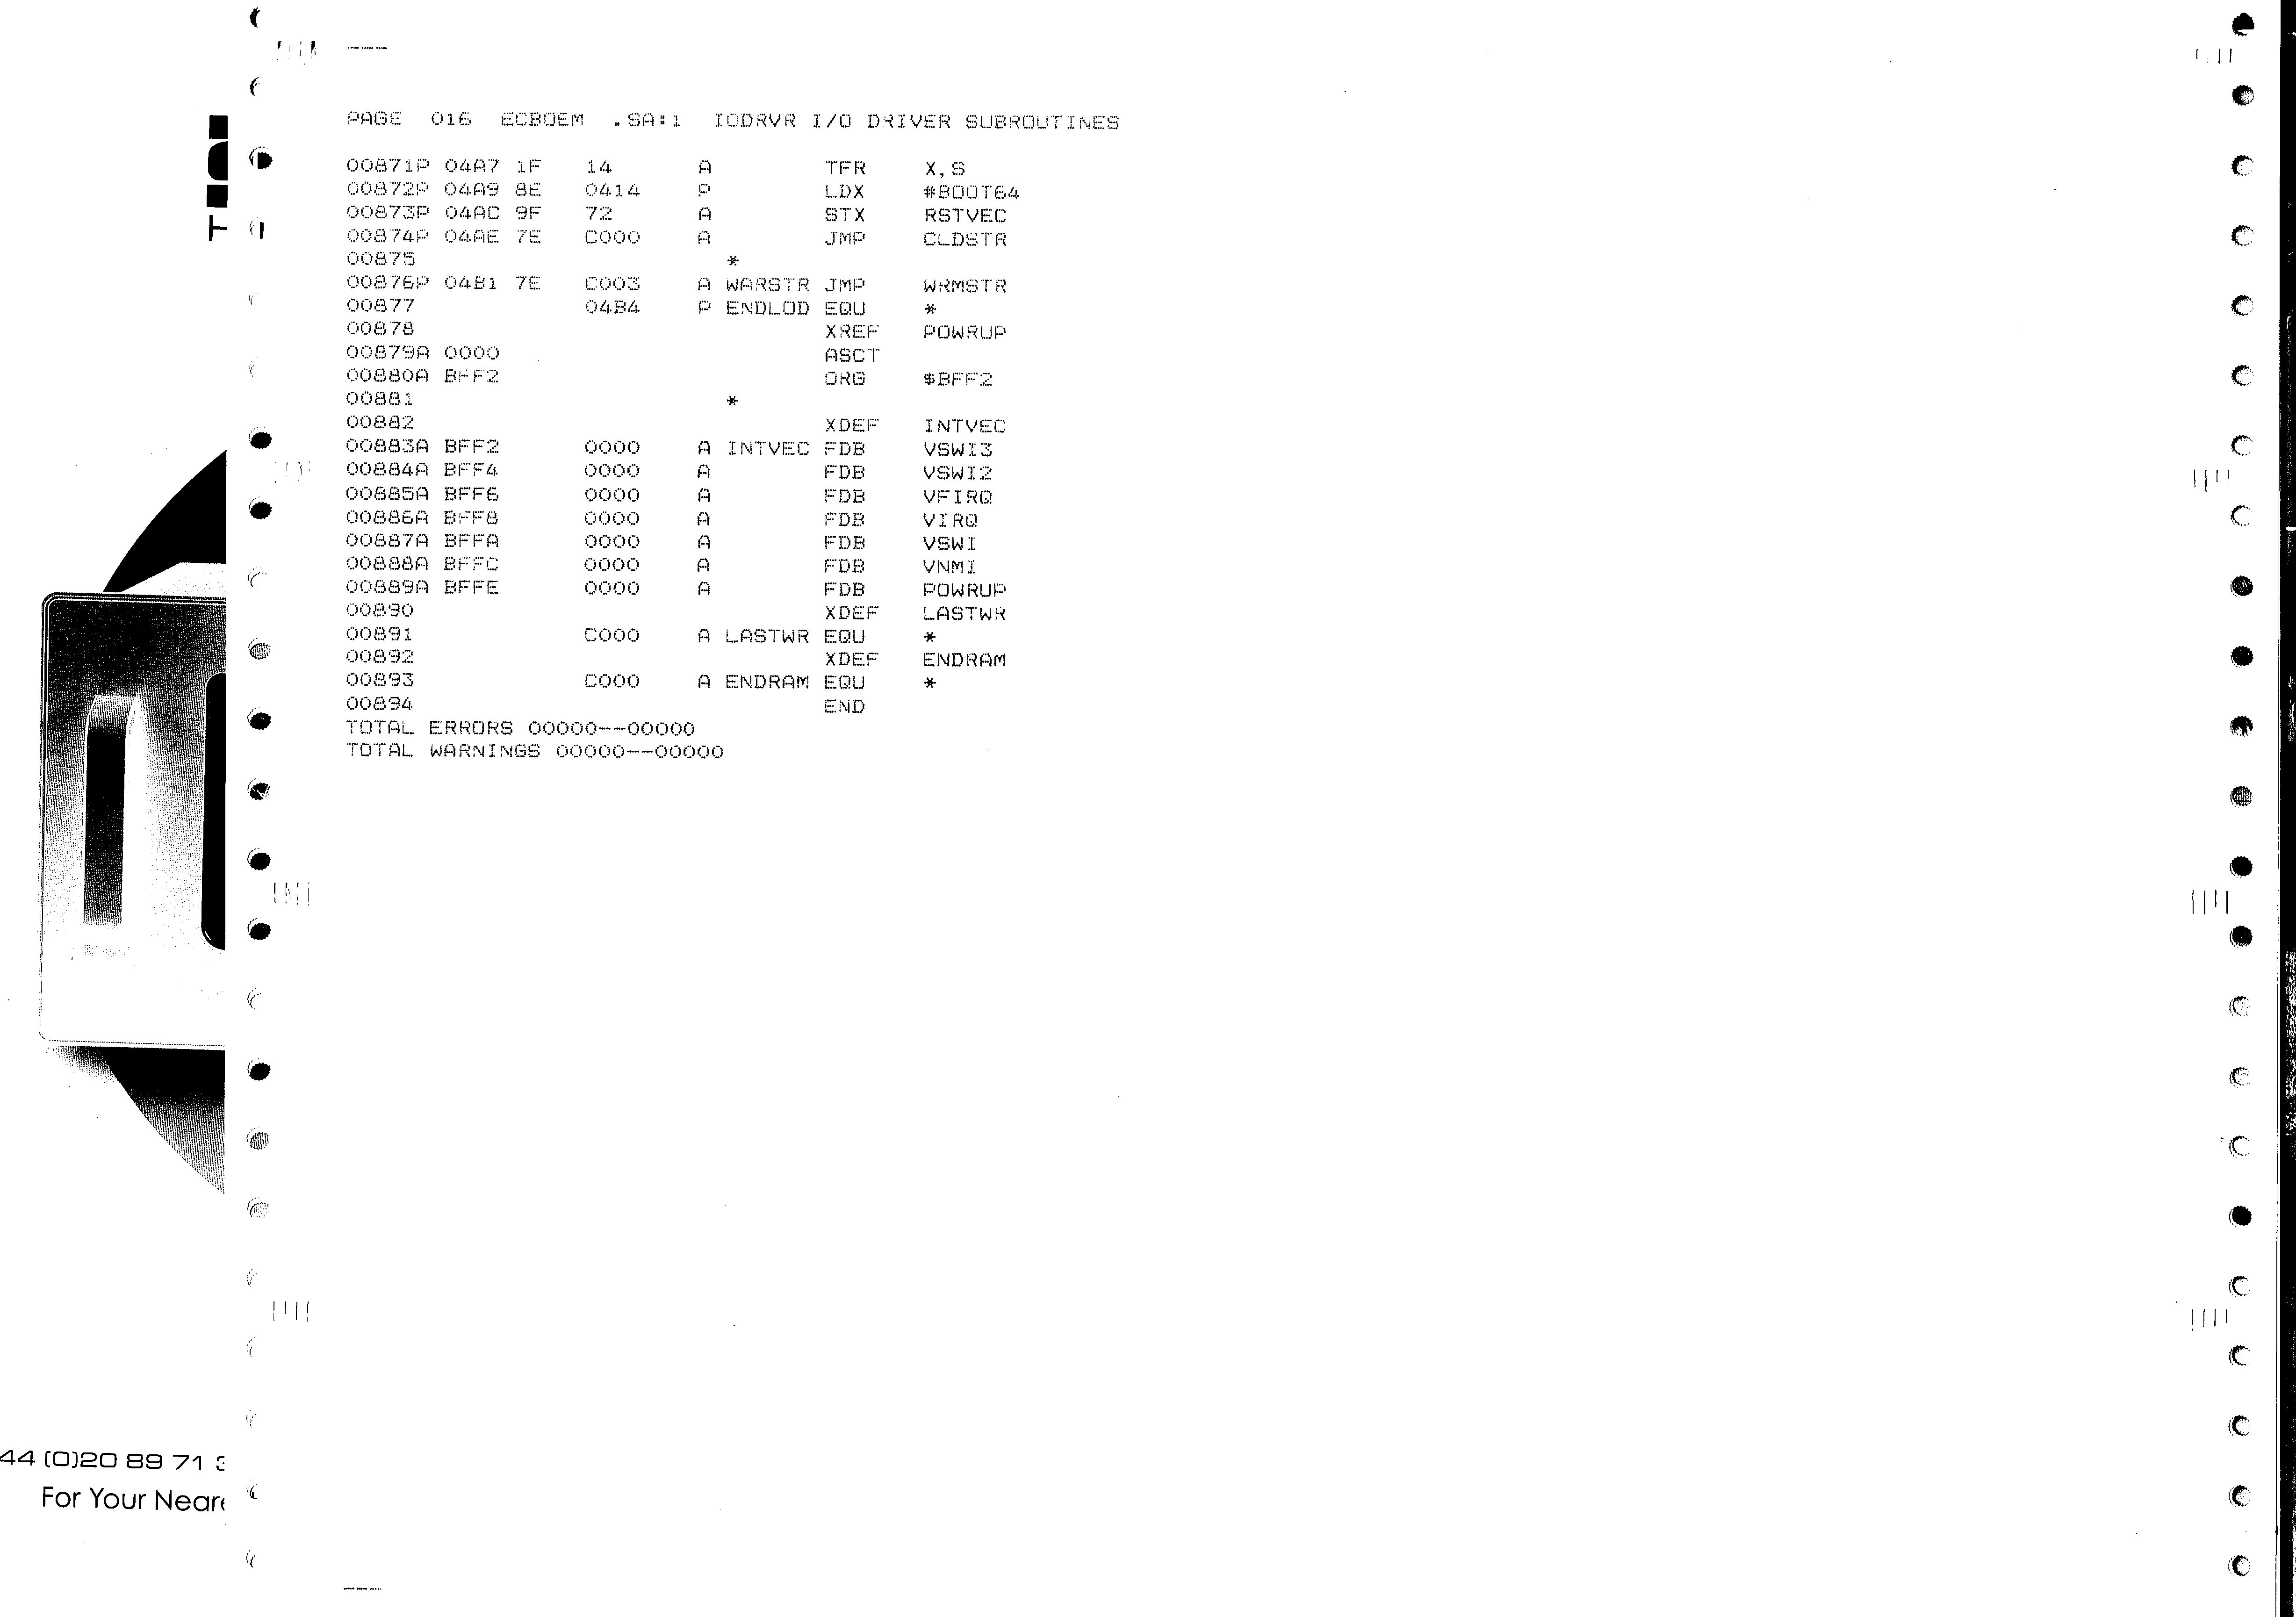 PAGE  016  ECBOEM  .SA:1  IODRVR I/O DRIVER SUBROUTINES
00871P 04A7 1F   14      A        TFR    X,S
00872P 04A9 8E   0414    P        LDX    #BOOT64
00873P 04AC 9F   72      A        STX    RSTVEC
00874P 04AE 7E   C000    A        JMP    CLDSTR
00875                      *
00876P 04B1 7E   C003    A WARSTR JMP    WRMSTR
00877            04B4    P ENDLOD EQU    *
00878                             XREF   POWRUP
00879A 0000                       ASCT
00880A BFF2                       ORG    $BFF2
00881                      *
00882                             XDEF   INTVEC
00883A BFF2      0000    A INTVEC FDB    VSWI3
00884A BFF4      0000    A        FDB    VSWI2
00885A BFF6      0000    A        FDB    VFIRQ
00886A BFF8      0000    A        FDB    VIRQ
00887A BFFA      0000    A        FDB    VSWI
00888A BFFC      0000    A        FDB    VNMI
00889A BFFE      0000    A        FDB    POWRUP
00890                             XDEF   LASTWR
00891            C000    A LASTWR EQU    *
00892                             XDEF   ENDRAM
00893            C000    A ENDRAM EQU    *
00894                             END
TOTAL ERRORS 00000--00000
TOTAL WARNINGS 00000--00000
44 (0)20 89 71
For Your